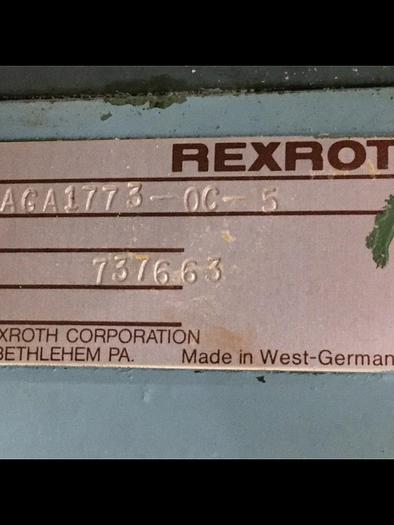 REXROT
AGA1773-0C-5
737663
XROTH CORPORATION
BETHLEHEM PA.
Made in West-German